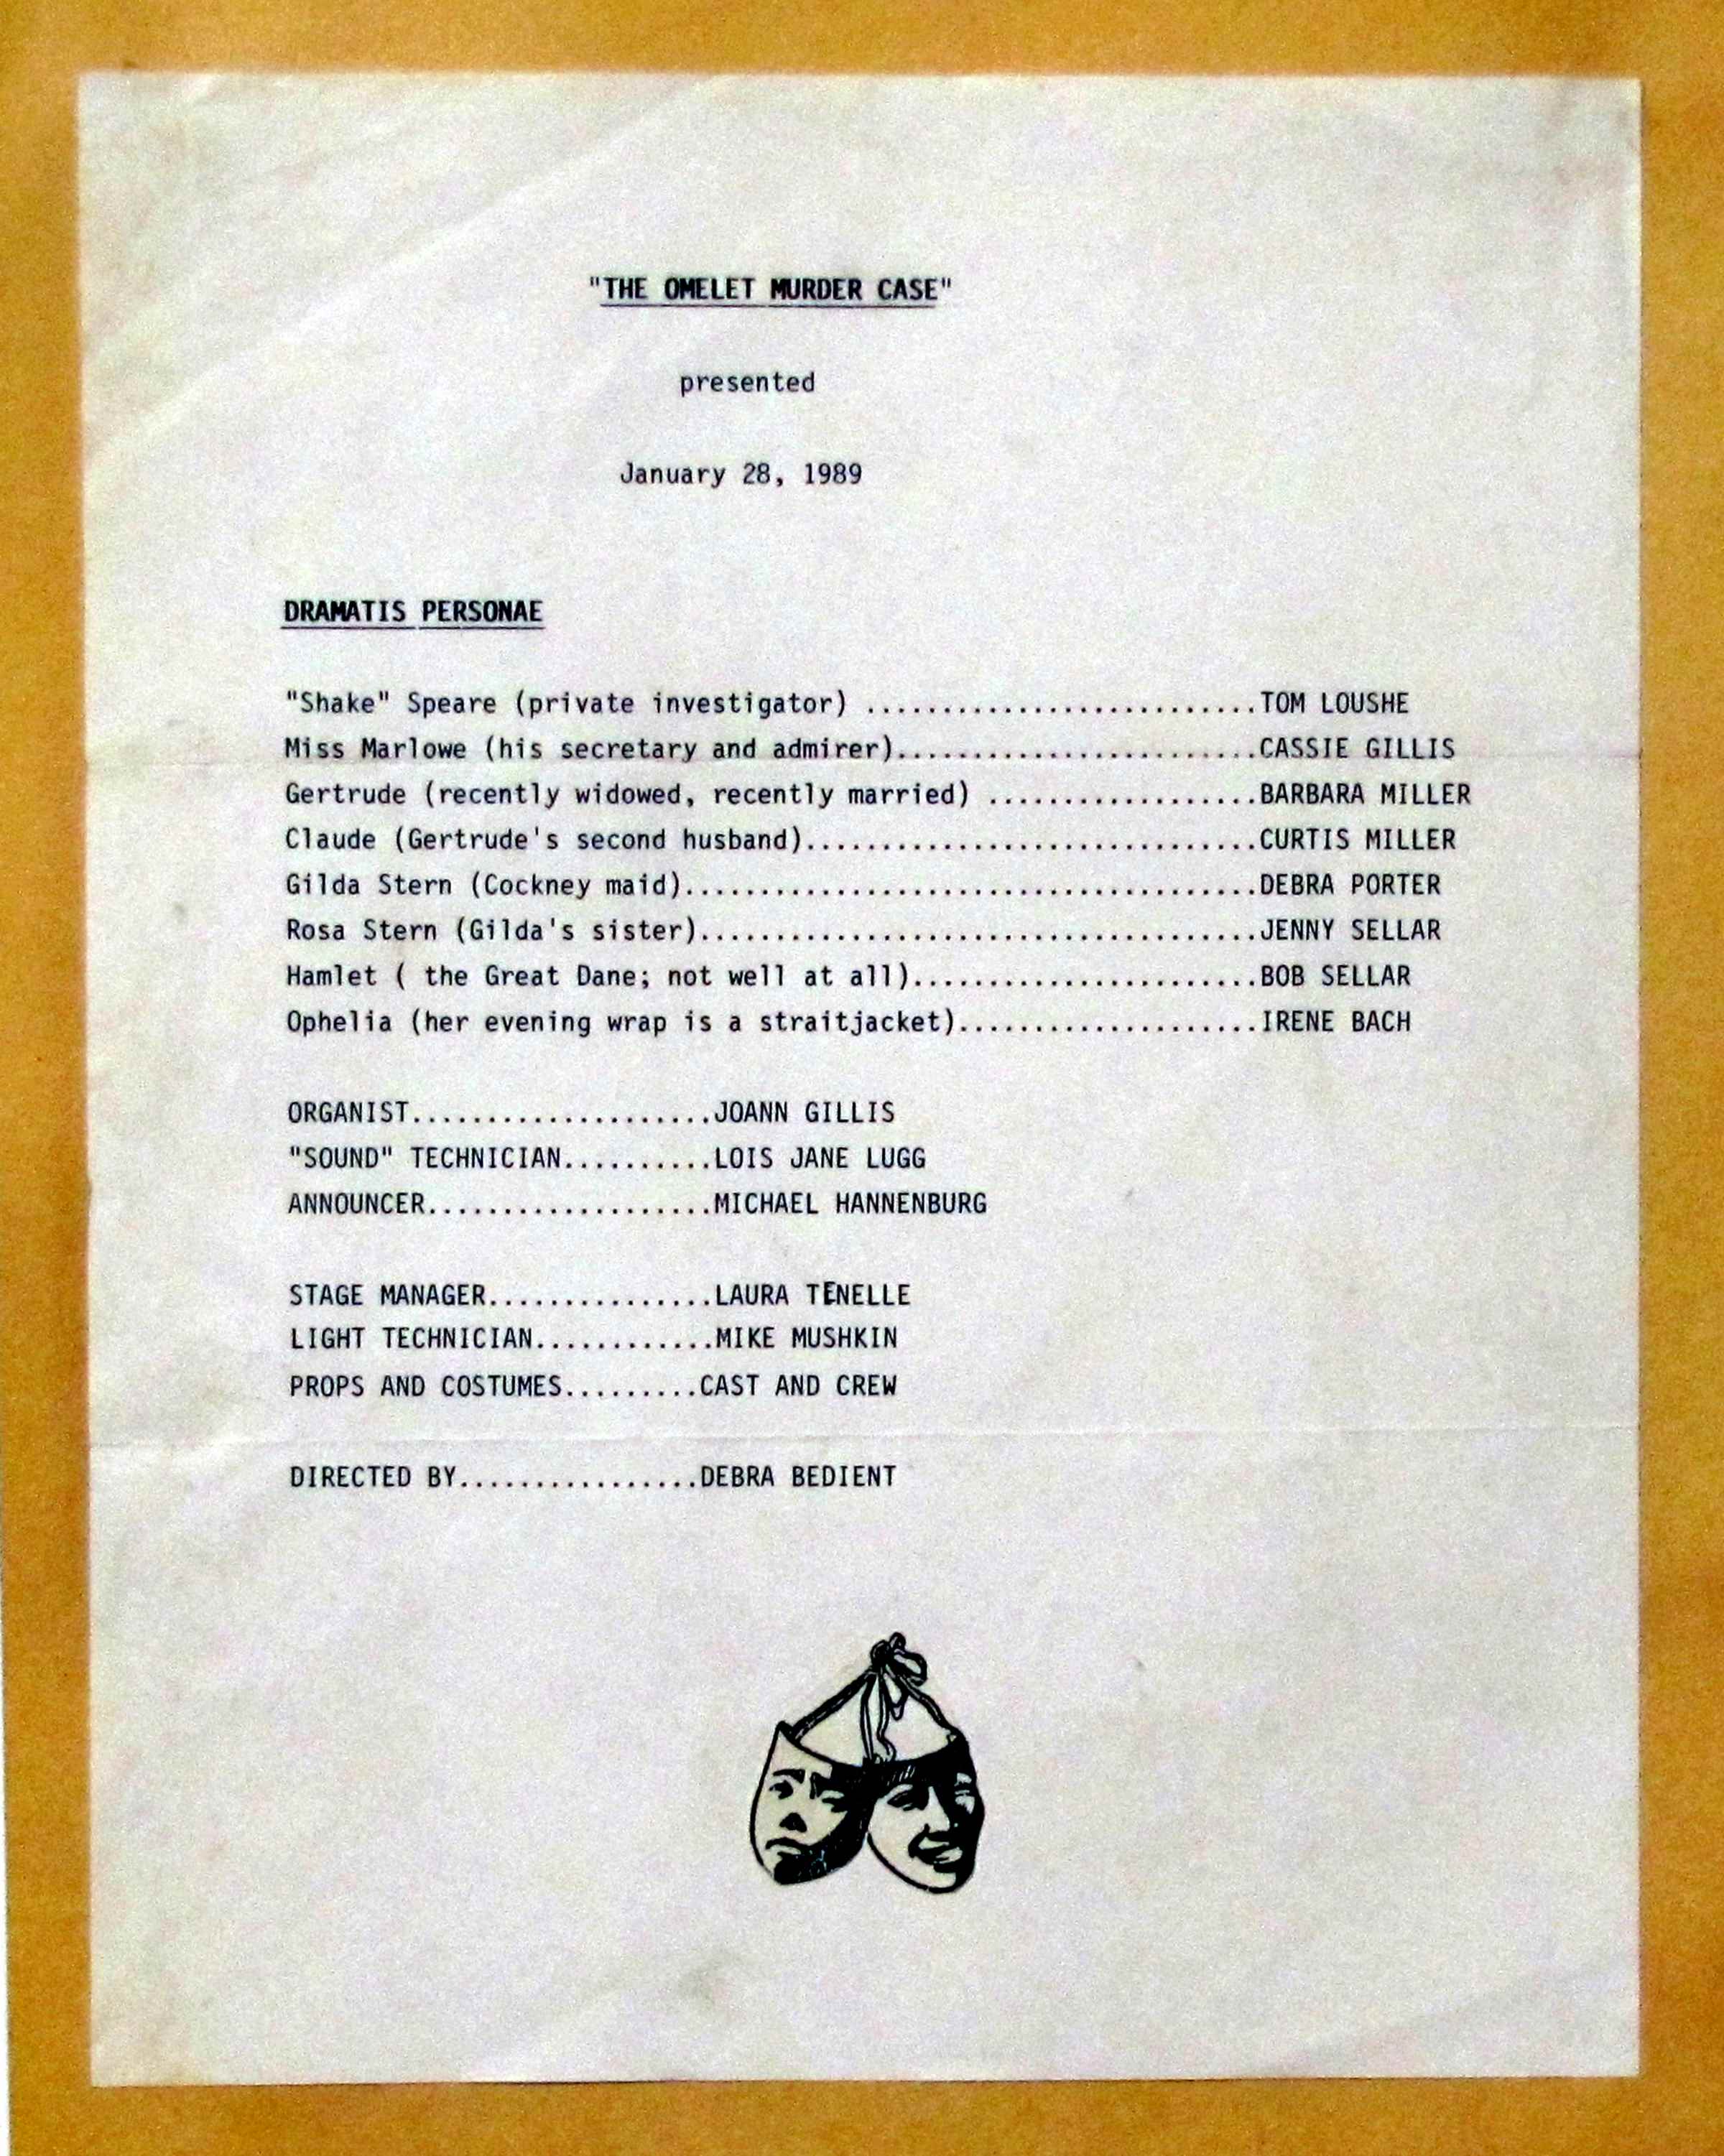 "THE OMELET MURDER CASE"
presented
January 28, 1989
DRAMATIS PERSONAE
"Shake" Speare (private investigator) ..........................TOM LOUSHE
Miss Marlowe (his secretary and admirer)........................CASSIE GILLIS
Gertrude (recently widowed, recently married) ..................BARBARA MILLER
Claude (Gertrude's second husband)..............................CURTIS MILLER
Gilda Stern (Cockney maid)......................................DEBRA PORTER
Rosa Stern (Gilda's sister).....................................JENNY SELLAR
Hamlet ( the Great Dane; not well at all).......................BOB SELLAR
Ophelia (her evening wrap is a straitjacket)....................IRENE BACH
ORGANIST....................JOANN GILLIS
"SOUND" TECHNICIAN..........LOIS JANE LUGG
ANNOUNCER...................MICHAEL HANNENBURG
STAGE MANAGER...............LAURA TENELLE
LIGHT TECHNICIAN............MIKE MUSHKIN
PROPS AND COSTUMES.........CAST AND CREW
DIRECTED BY................DEBRA BEDIENT